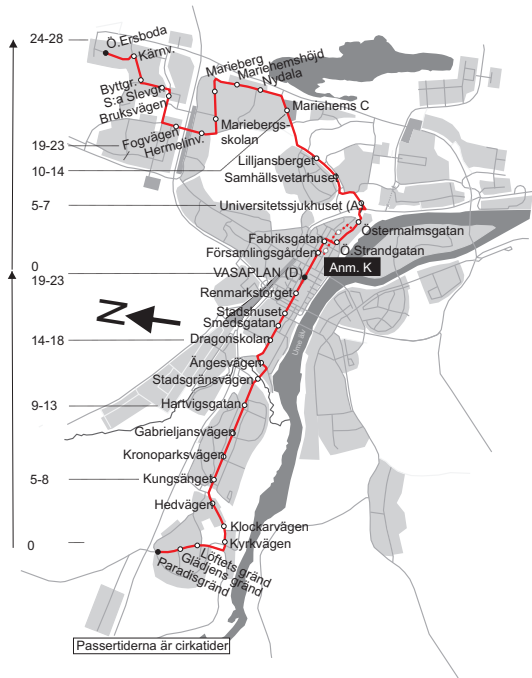 24-28
Ö.Ersboda
Kärnv.
Byttgr.
S:a Slevgr.
Bruksvägen
Marieberg
Mariehemshöjd
Nydala
Mariehems C
Fogvägen
Hermelinv.
Mariebergs-
skolan
19-23
10-14
Lilljansberget
Samhällsvetarhuset
5-7
Universitetssjukhuset (A)
Östermalmsgatan
Fabriksgatan
Ö.Strandgatan
Församlingsgården
0
Anm. K
19-23
VASAPLAN (D)
Renmarkstorget
N
Stadshuset
Smedsgatan
Ume älv
14-18
Dragonskolan
Ängesvägen
Stadsgränsvägen
9-13
Hartvigsgatan
Gabrieljansvägen
Kronoparksvägen
5-8
Kungsänget
Hedvägen
Klockarvägen
0
Kyrkvägen
Löftets gränd
Glädjens gränd
Paradisgränd
Passertiderna är cirkatider